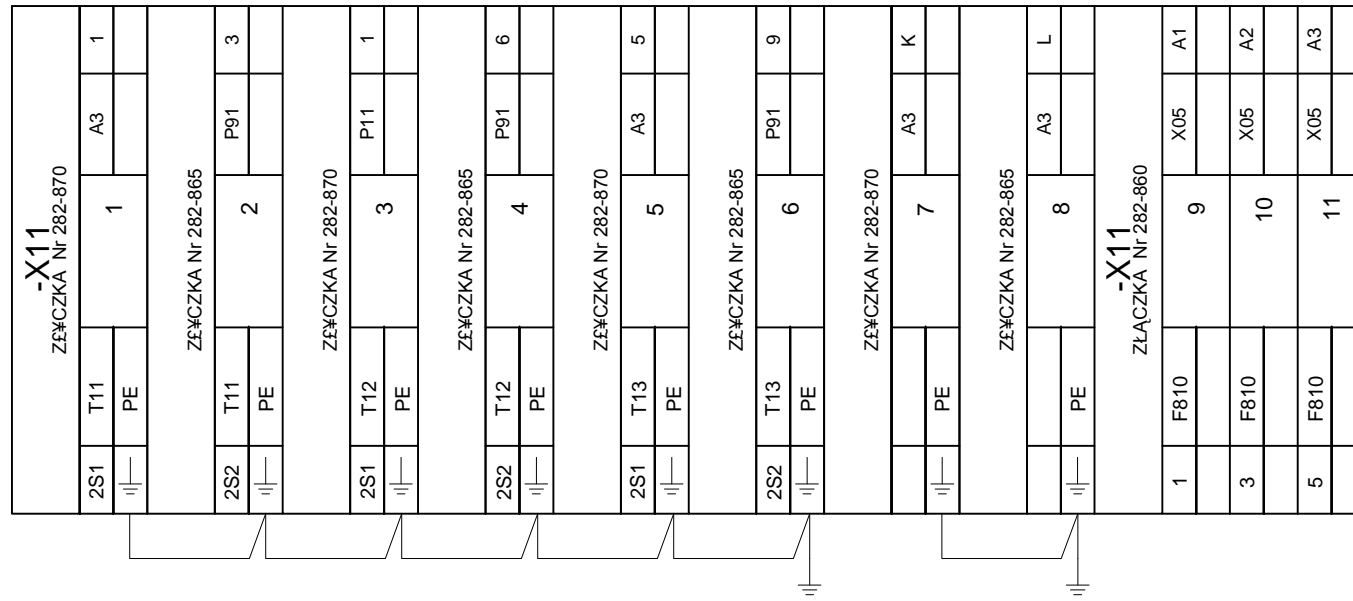 -X11
ZŁ¥CZKA Nr 282-870
1
A3
1
T11
PE
2S1
Z£¥CZKA Nr 282-865
3
P91
2
T11
PE
2S2
Z£¥CZKA Nr 282-870
1
P11
3
T12
PE
2S1
Z£¥CZKA Nr 282-865
6
P91
4
T12
PE
2S2
Z£¥CZKA Nr 282-870
5
A3
5
T13
PE
2S1
Z£¥CZKA Nr 282-865
9
P91
6
T13
PE
2S2
Z£¥CZKA Nr 282-870
K
A3
7
PE
Z£¥CZKA Nr 282-865
L
A3
8
PE
-X11
ZŁĄCZKA Nr 282-860
A1
X05
9
F810
1
A2
X05
10
F810
3
A3
X05
11
F810
5